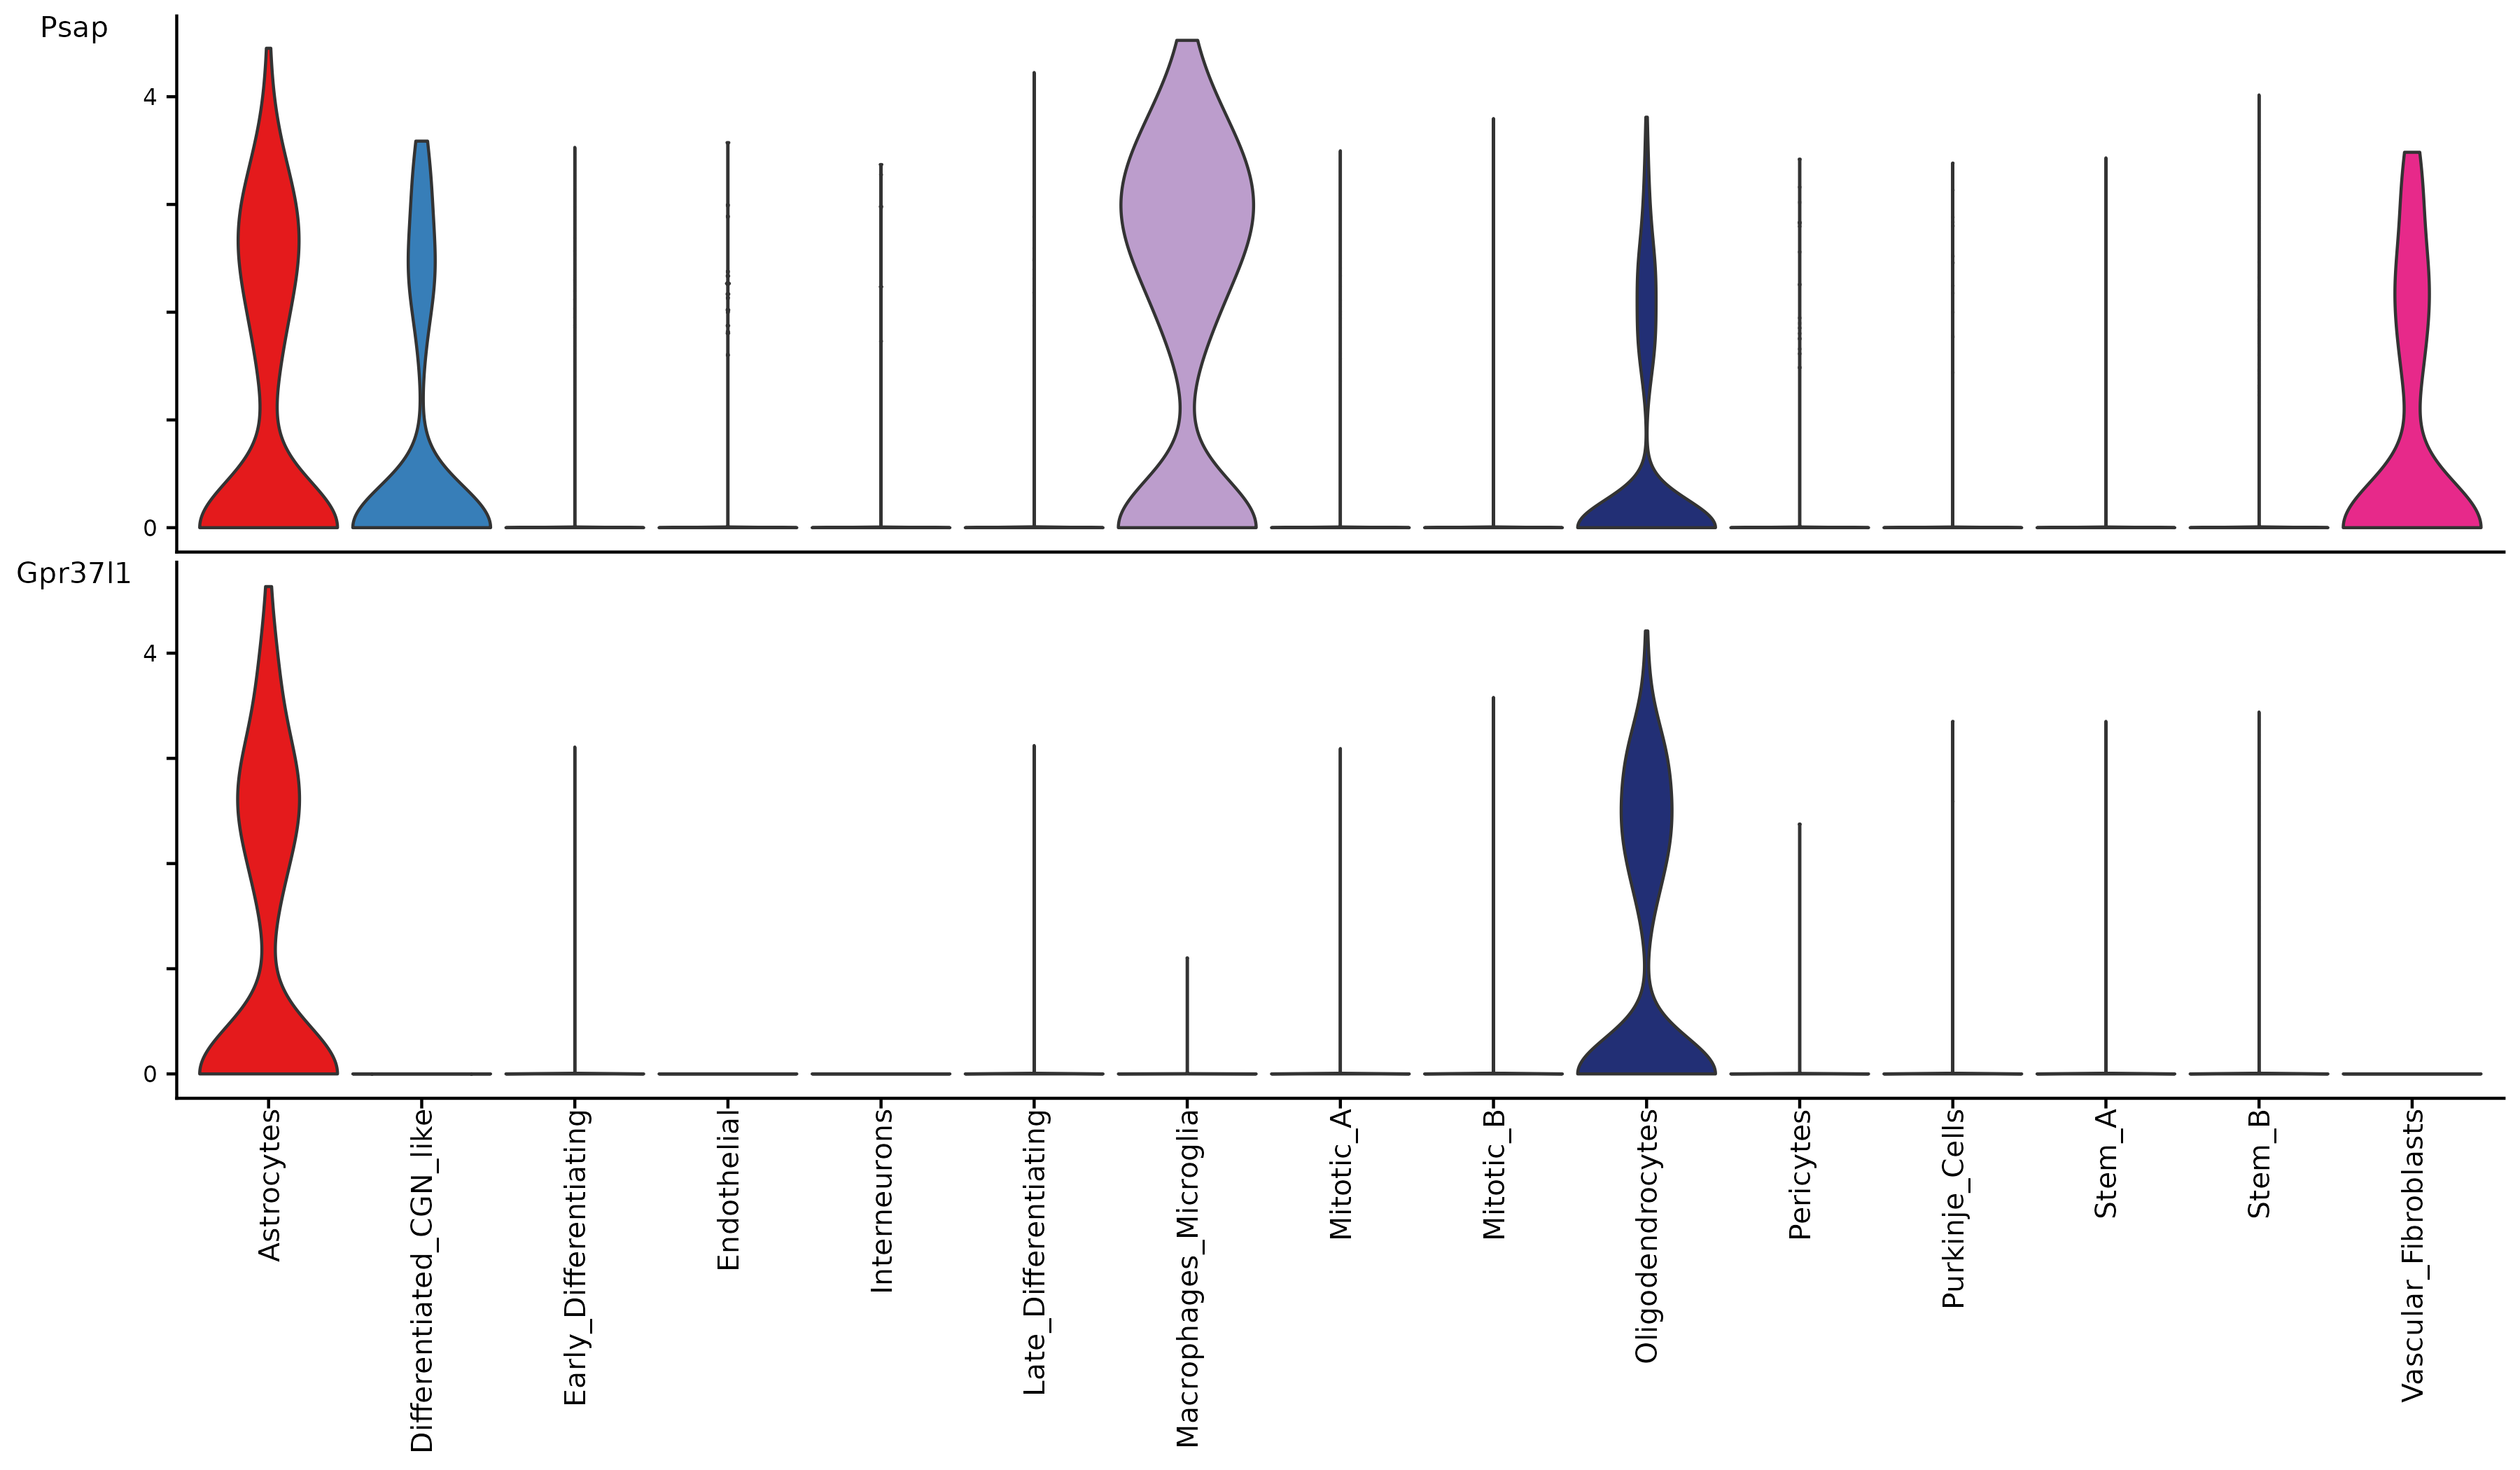 Psap
4
0
Gpr37l1
4
0
Astrocytes
Differentiated_CGN_like
Early_Differentiating
Endothelial
Interneurons
Late_Differentiating
Macrophages_Microglia
Mitotic_A
Mitotic_B
Oligodendrocytes
Pericytes
Purkinje_Cells
Stem_A
Stem_B
Vascular_Fibroblasts